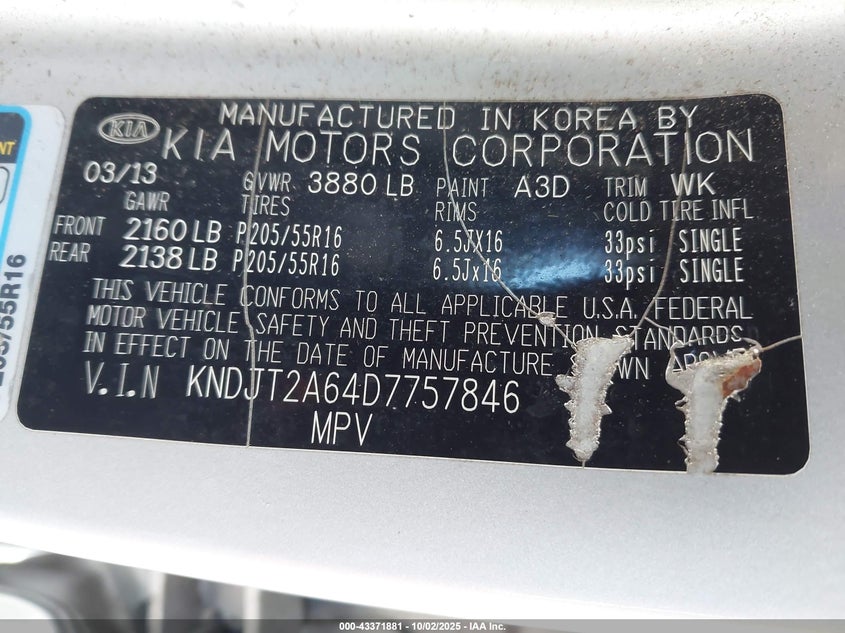 MANUFACTURED IN KOREA BY
KIA KIA MOTORS CORPORATION
03/13 GVWR 3880 LB PAINT A3D TRIM WK
GAWR TIRES RIMS COLD TIRE INFL
FRONT 2160 LB P205/55R16 6.5JX16 33psi SINGLE
REAR 2138 LB P205/55R16 6.5Jx16 33psi SINGLE
THIS VEHICLE CONFORMS TO ALL APPLICABLE U.S.A. FEDERAL
MOTOR VEHICLE SAFETY AND THEFT PREVENTION STANDARDS
IN EFFECT ON THE DATE OF MANUFACTURE
V.I.N KNDJT2A64D7757846
MPV
000-43371881 - 10/02/2025 - IAA Inc.